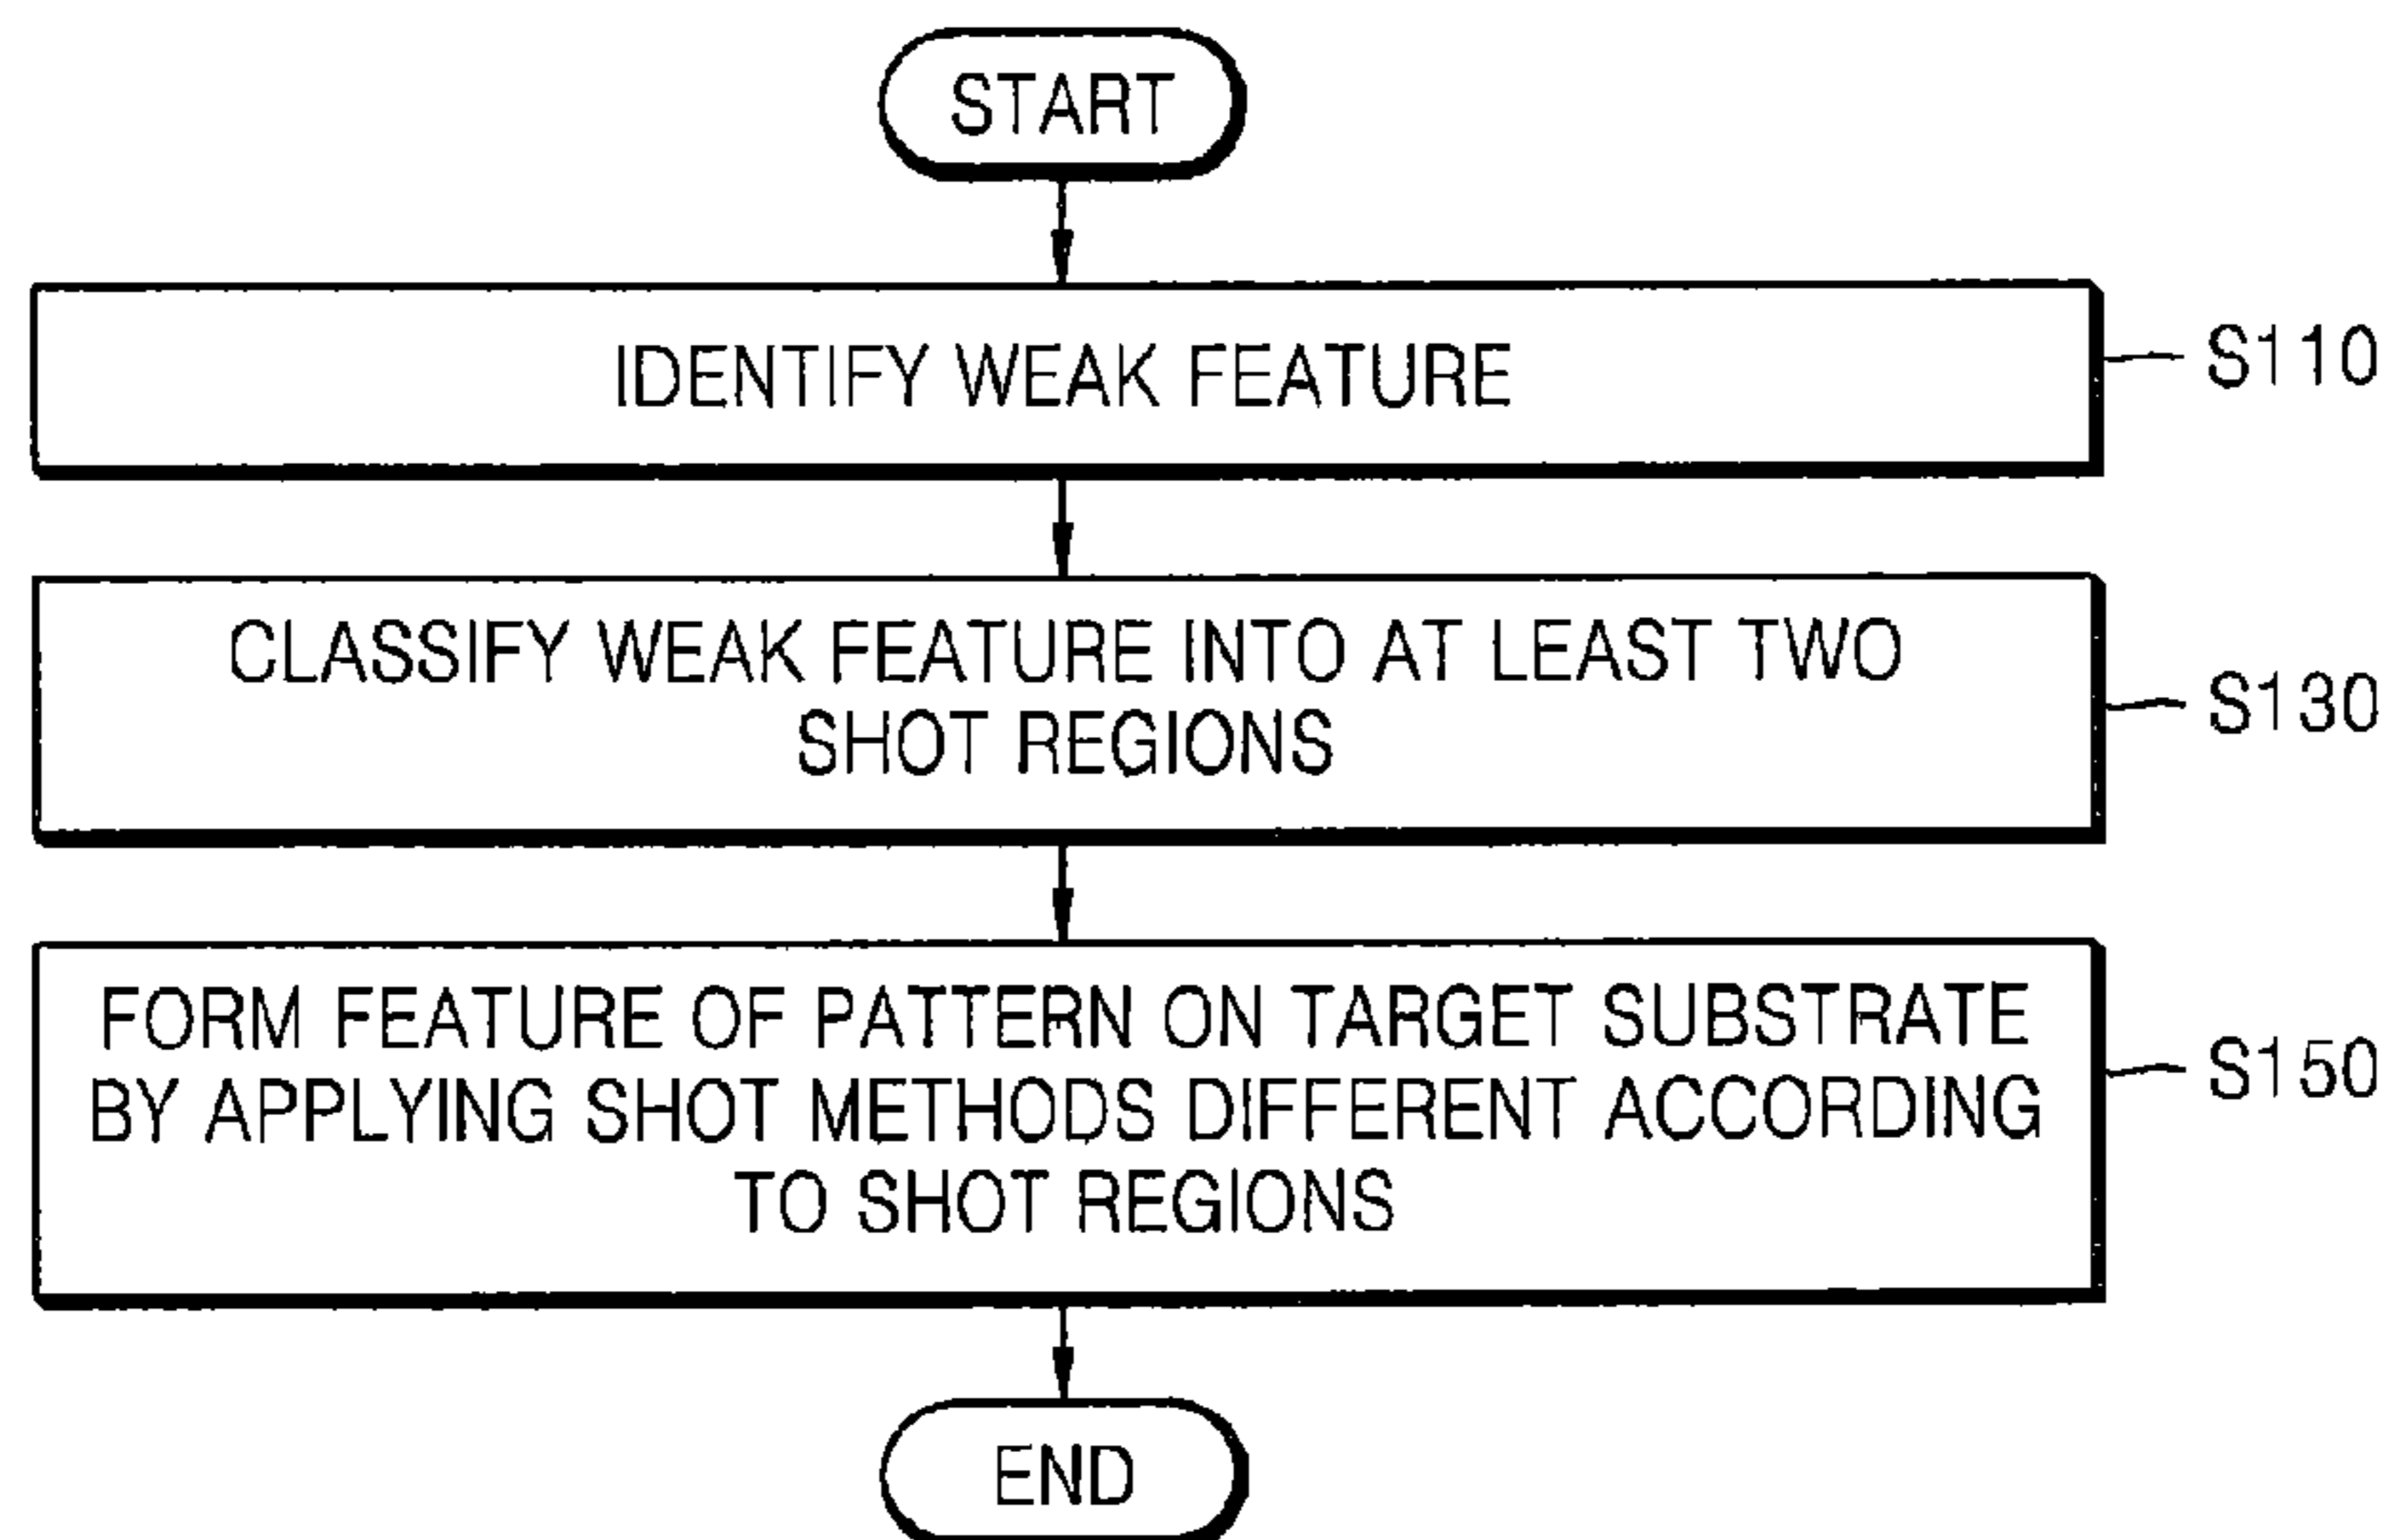 START
IDENTIFY WEAK FEATURE
S110
CLASSIFY WEAK FEATURE INTO AT LEAST TWO
SHOT REGIONS
S130
FORM FEATURE OF PATTERN ON TARGET SUBSTRATE
BY APPLYING SHOT METHODS DIFFERENT ACCORDING
TO SHOT REGIONS
S150
END